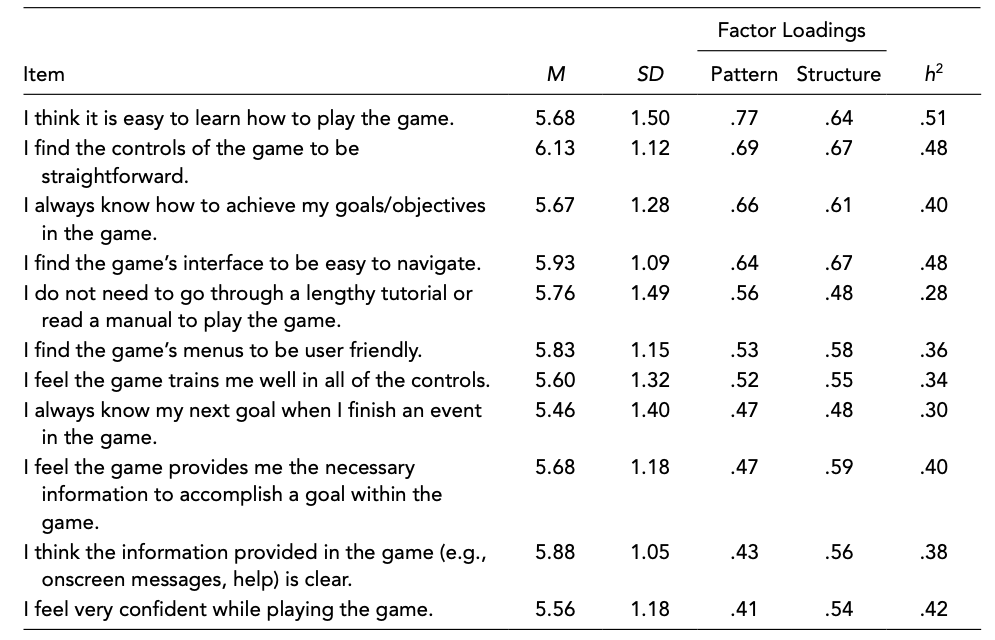 Factor Loadings
Item M SD Pattern Structure h²
I think it is easy to learn how to play the game. 5.68 1.50 .77 .64 .51
I find the controls of the game to be 6.13 1.12 .69 .67 .48
straightforward.
I always know how to achieve my goals/objectives 5.67 1.28 .66 .61 .40
in the game.
I find the game’s interface to be easy to navigate. 5.93 1.09 .64 .67 .48
I do not need to go through a lengthy tutorial or 5.76 1.49 .56 .48 .28
read a manual to play the game.
I find the game’s menus to be user friendly. 5.83 1.15 .53 .58 .36
I feel the game trains me well in all of the controls. 5.60 1.32 .52 .55 .34
I always know my next goal when I finish an event 5.46 1.40 .47 .48 .30
in the game.
I feel the game provides me the necessary 5.68 1.18 .47 .59 .40
information to accomplish a goal within the
game.
I think the information provided in the game (e.g., 5.88 1.05 .43 .56 .38
onscreen messages, help) is clear.
I feel very confident while playing the game. 5.56 1.18 .41 .54 .42